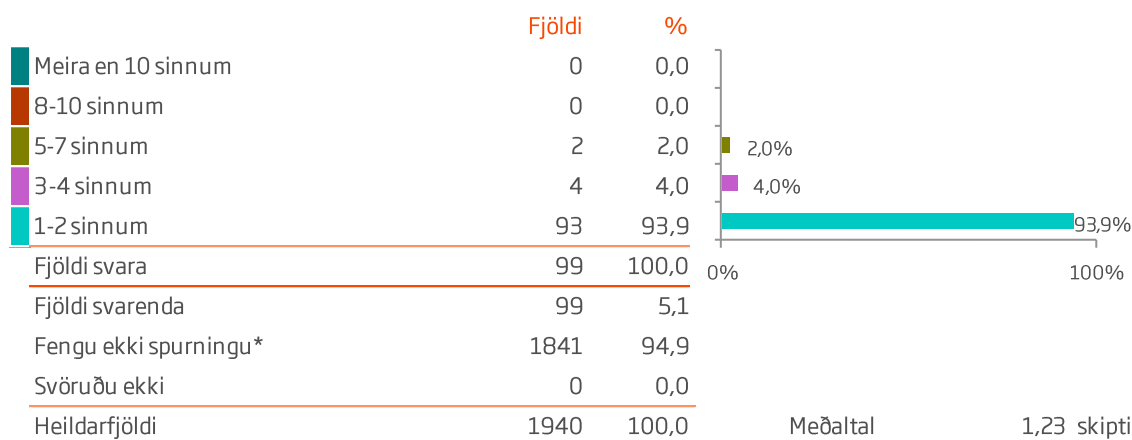 Fjöldi %
Meira en 10 sinnum 0 0,0
8-10 sinnum 0 0,0
5-7 sinnum 2 2,0 2,0%
3-4 sinnum 4 4,0 4,0%
1-2 sinnum 93 93,9 93,9%
Fjöldi svara 99 100,0 0% 100%
Fjöldi svarenda 99 5,1
Fengu ekki spurningu* 1841 94,9
Svöruðu ekki 0 0,0
Heildarfjöldi 1940 100,0 Meðaltal 1,23 skipti